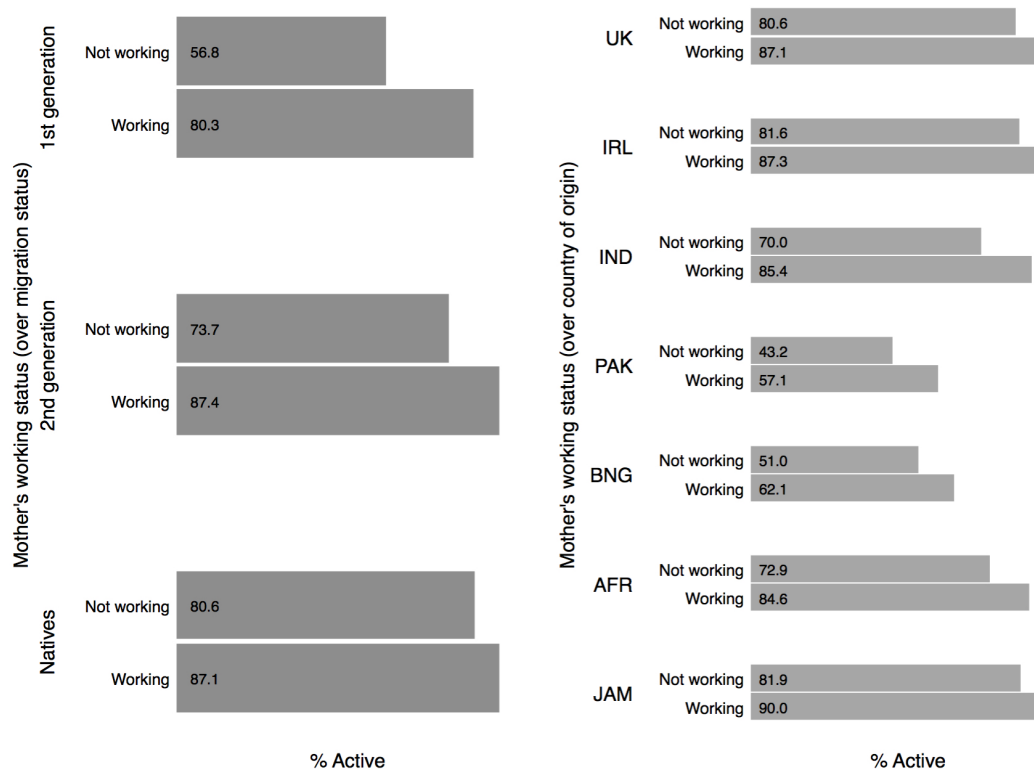 Mother's working status (over migration status)
1st generation
Not working
56.8
Working
80.3
2nd generation
Not working
73.7
Working
87.4
Natives
Not working
80.6
Working
87.1
% Active
Mother's working status (over country of origin)
UK
Not working
80.6
Working
87.1
IRL
Not working
81.6
Working
87.3
IND
Not working
70.0
Working
85.4
PAK
Not working
43.2
Working
57.1
BNG
Not working
51.0
Working
62.1
AFR
Not working
72.9
Working
84.6
JAM
Not working
81.9
Working
90.0
% Active